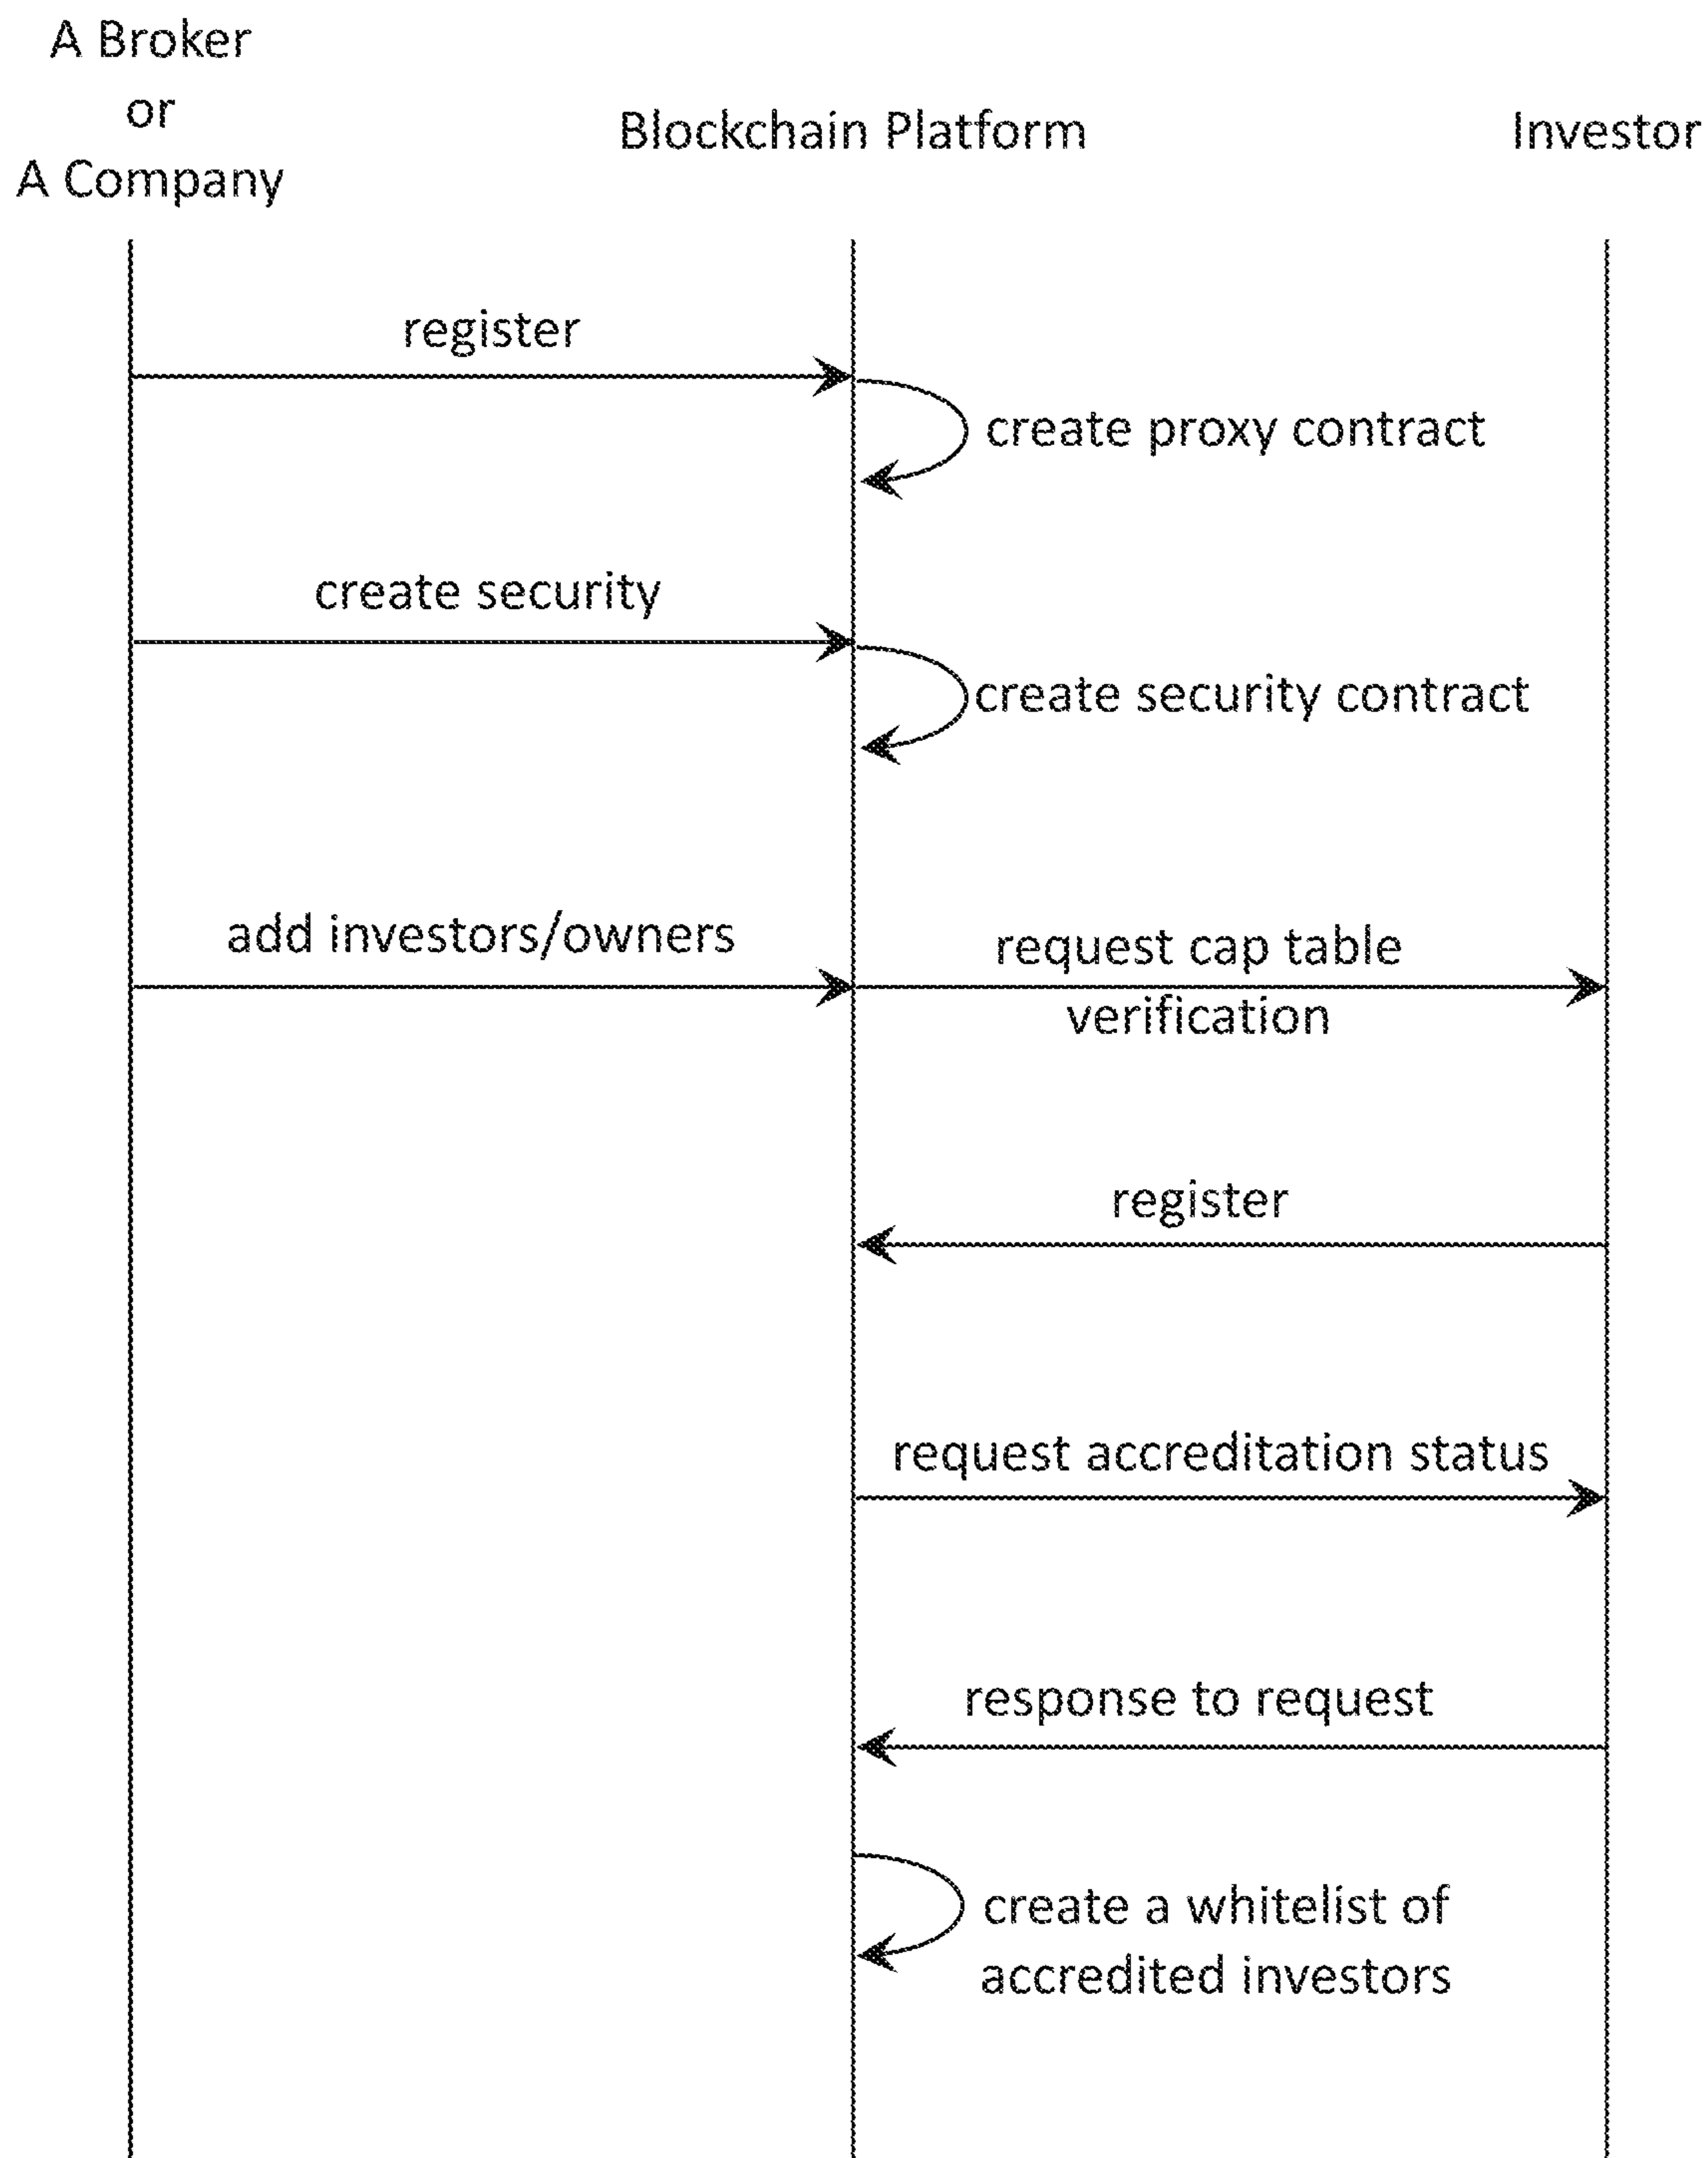 A Broker
or
A Company
Blockchain Platform
Investor
register
create proxy contract
create security
create security contract
add investors/owners
request cap table
verification
register
request accreditation status
response to request
create a whitelist of
accredited investors